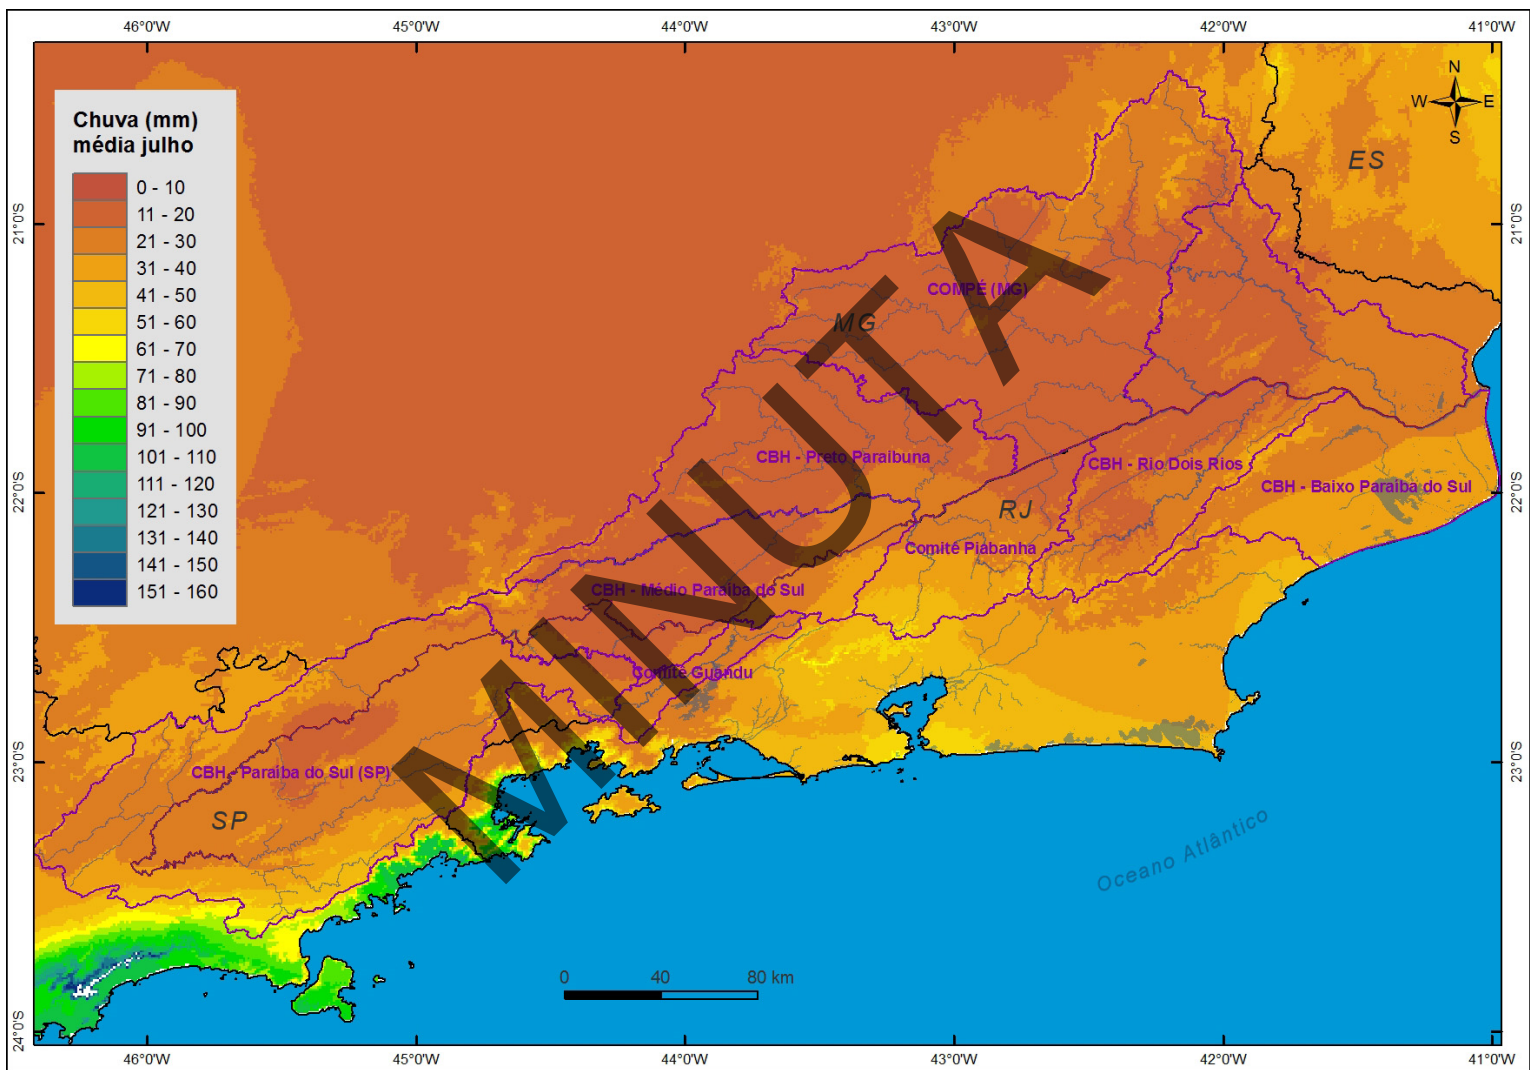 46°0'W 45°0'W 44°0'W 43°0'W 42°0'W 41°0'W
N
W E
S
Chuva (mm)
média julho
0 - 10
11 - 20
21 - 30
31 - 40
41 - 50
51 - 60
61 - 70
71 - 80
81 - 90
91 - 100
101 - 110
111 - 120
121 - 130
131 - 140
141 - 150
151 - 160
ES
21°0'S 21°0'S
COMPÉ (MG)
MG
CBH - Preto Paraibuna
CBH - Rio Dois Rios
CBH - Baixo Paraíba do Sul
22°0'S 22°0'S
RJ
Comitê Piabanha
CBH - Médio Paraíba do Sul
Comitê Guandu
CBH - Paraíba do Sul (SP)
23°0'S 23°0'S
SP
MINUTA
Oceano Atlântico
0 40 80 km
24°0'S 24°0'S
46°0'W 45°0'W 44°0'W 43°0'W 42°0'W 41°0'W